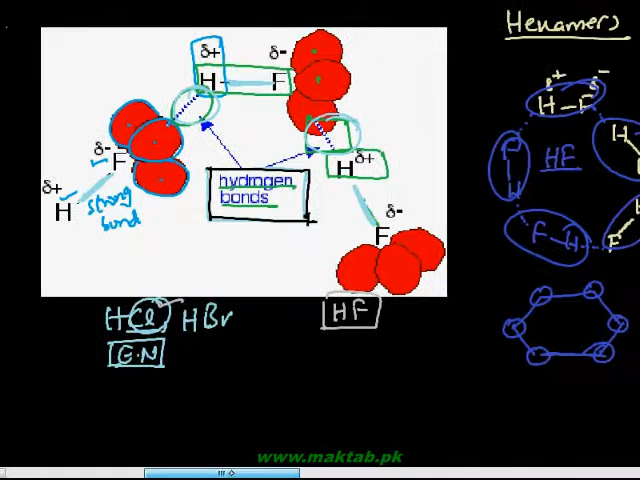 Hexamers
δ+ δ-
H F
δ+ δ-
H-F
δ- F
δ+ H
strong
bond
hydrogen
bonds
H δ+
δ-
F
HF
H
F H
F
F-H
HCl HBr
HF
E.N
www.maktab.pk